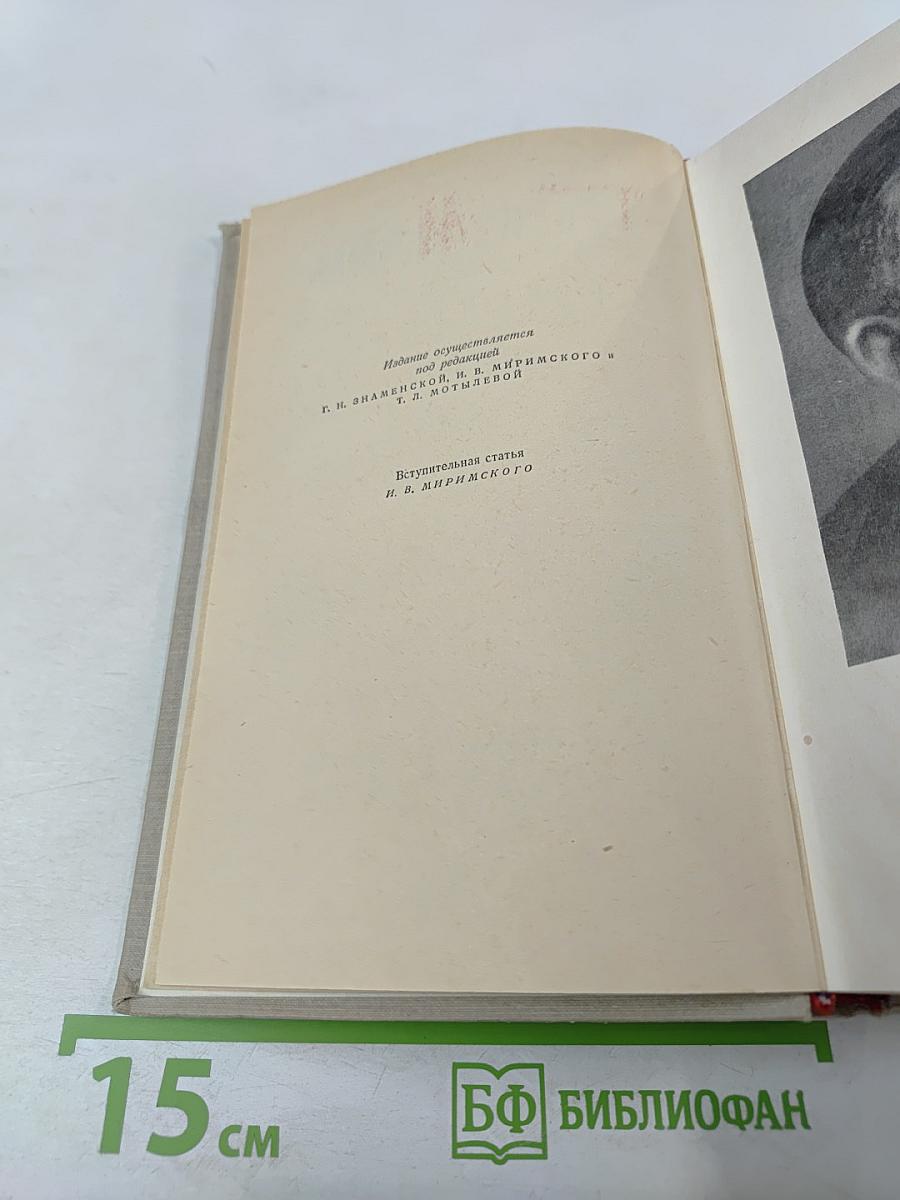 Издание осуществляется
под редакцией
Г. Н. ЗНАМЕНСКОЙ, И. В. МИРИМСКОГО и
Т. Л. МОТЫЛЕВОЙ
Вступительная статья
И. В. МИРИМСКОГО
15 см
БФ БИБЛИОФАН